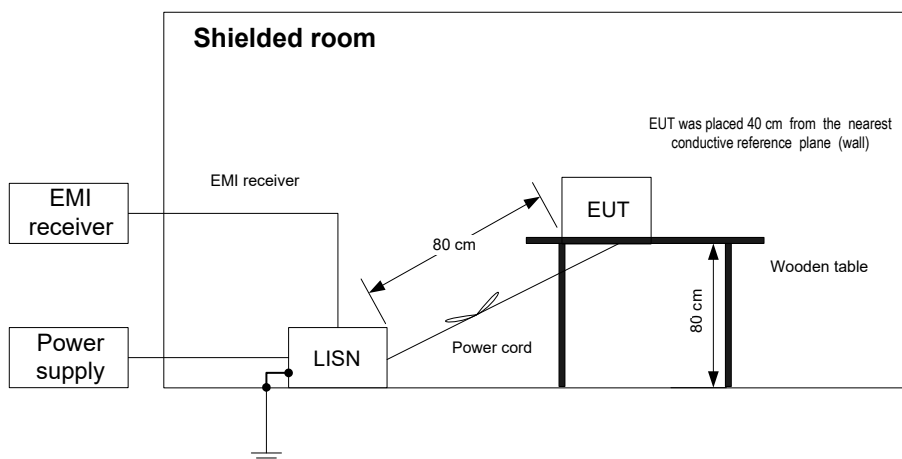 Shielded room
EUT was placed 40 cm from the nearest
conductive reference plane (wall)
EMI receiver
EMI
receiver
EUT
80 cm
Wooden table
80 cm
Power
supply
LISN
Power cord